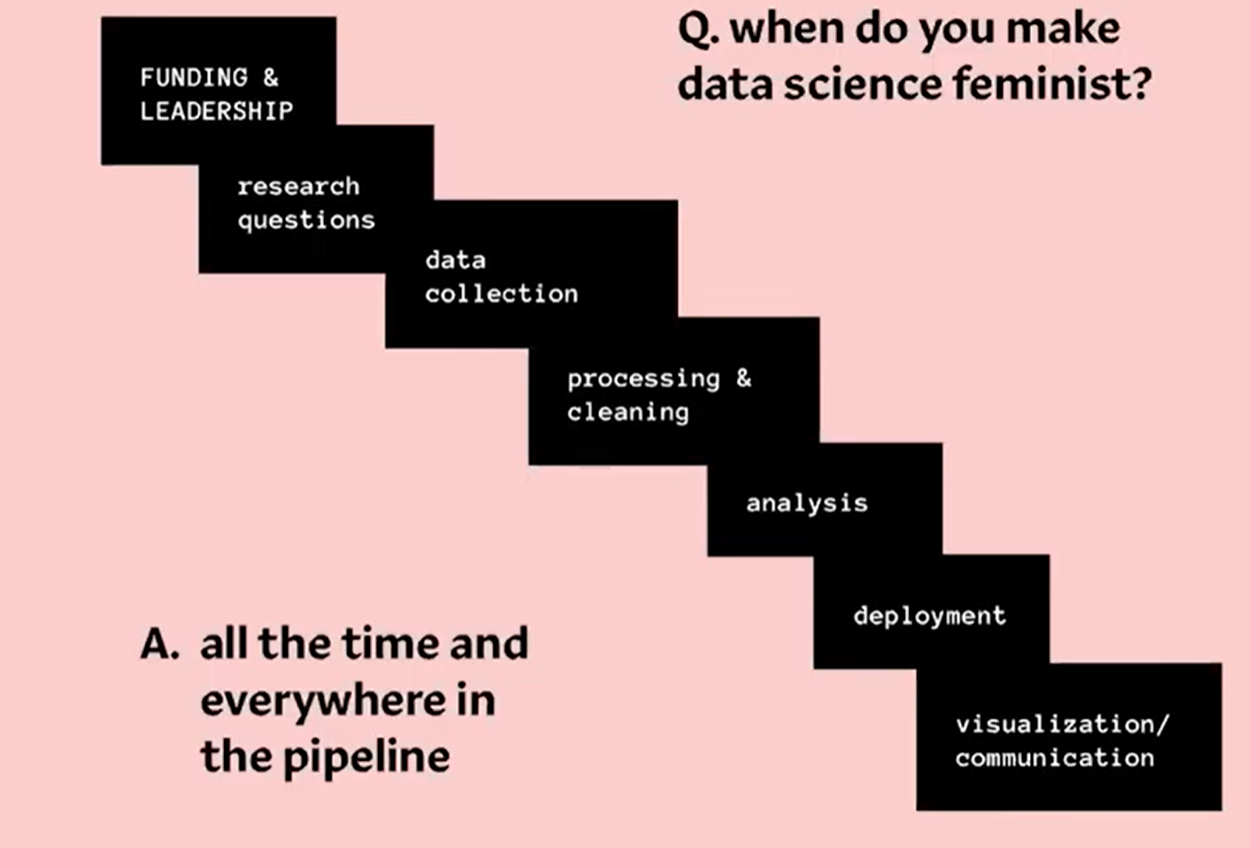 Q. when do you make
data science feminist?
FUNDING &
LEADERSHIP
research
questions
data
collection
processing &
cleaning
analysis
deployment
visualization/
communication
A. all the time and
everywhere in
the pipeline